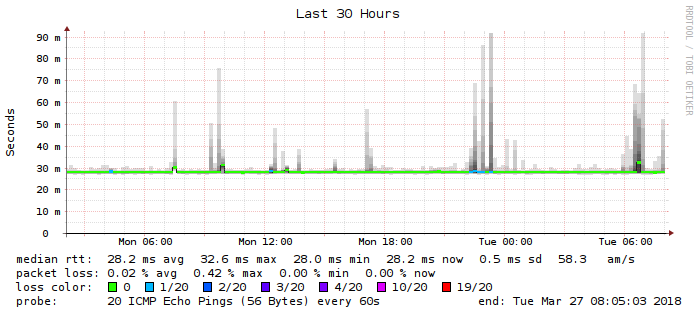 Last 30 Hours
RRDTOOL / TOBI OETIKER
Seconds
90 m
80 m
70 m
60 m
50 m
40 m
30 m
20 m
10 m
0
Mon 06:00 Mon 12:00 Mon 18:00 Tue 00:00 Tue 06:00
median rtt: 28.2 ms avg 32.6 ms max 28.0 ms min 28.2 ms now 0.5 ms sd 58.3 am/s
packet loss: 0.02 % avg 0.42 % max 0.00 % min 0.00 % now
loss color: 0 1/20 2/20 3/20 4/20 10/20 19/20
probe: 20 ICMP Echo Pings (56 Bytes) every 60s end: Tue Mar 27 08:05:03 2018